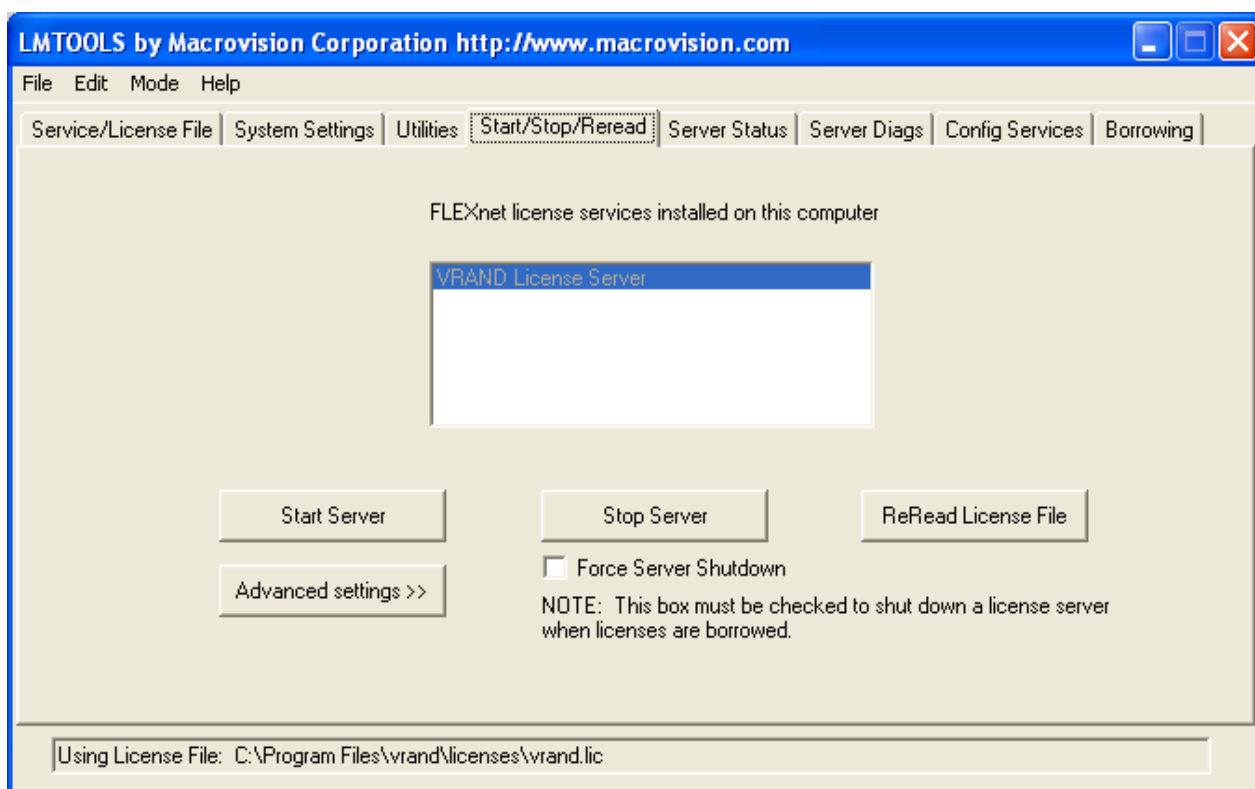 LMTOOLS by Macrovision Corporation http://www.macrovision.com
File Edit Mode Help
Service/License File System Settings Utilities Start/Stop/Reread Server Status Server Diags Config Services Borrowing
FLEXnet license services installed on this computer
VRAND License Server
Start Server Stop Server ReRead License File
Force Server Shutdown
Advanced settings >>
NOTE: This box must be checked to shut down a license server
when licenses are borrowed.
Using License File: C:\Program Files\vrand\licenses\vrand.lic